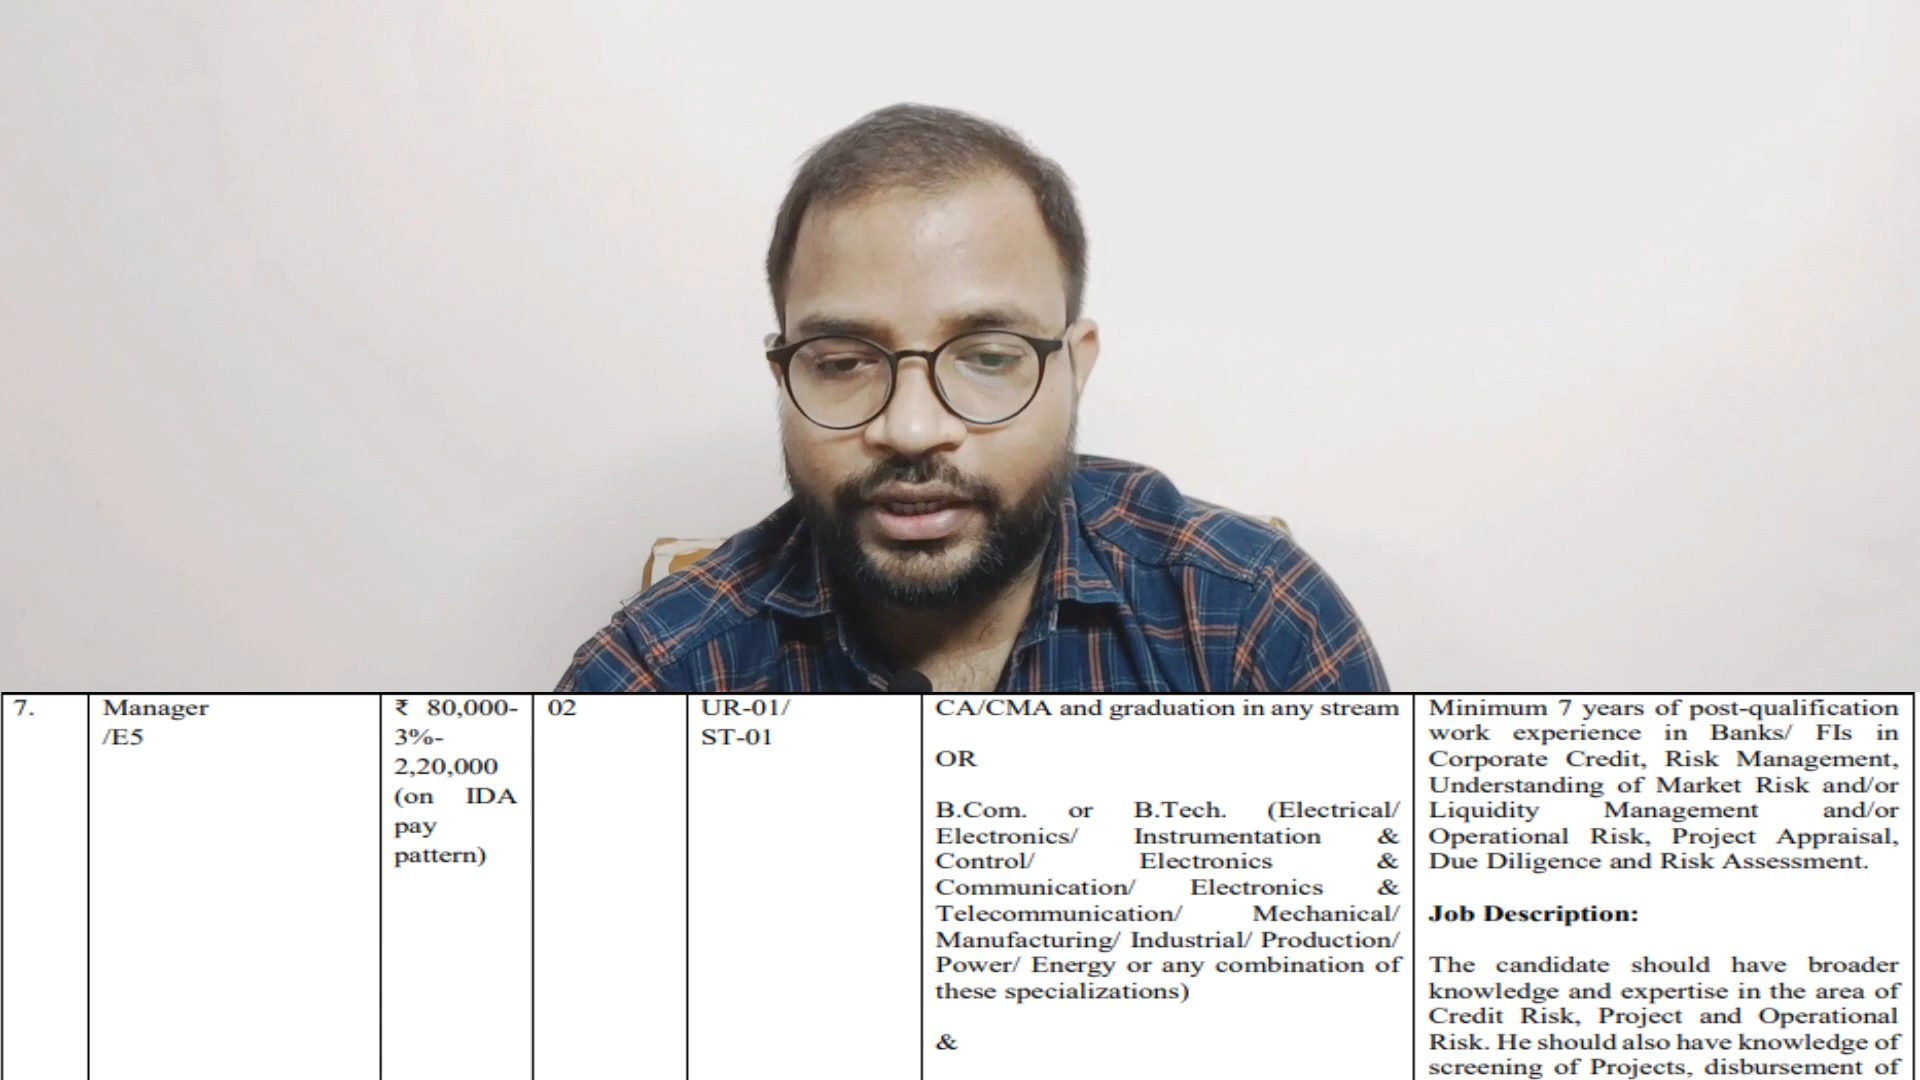 7.
Manager
/E5
₹ 80,000-
3%-
2,20,000
(on IDA
pay
pattern)
02
UR-01/
ST-01
CA/CMA and graduation in any stream
OR
B.Com. or B.Tech. (Electrical/
Electronics/ Instrumentation &
Control/ Electronics &
Communication/ Electronics &
Telecommunication/ Mechanical/
Manufacturing/ Industrial/ Production/
Power/ Energy or any combination of
these specializations)
&
Minimum 7 years of post-qualification
work experience in Banks/ FIs in
Corporate Credit, Risk Management,
Understanding of Market Risk and/or
Liquidity Management and/or
Operational Risk, Project Appraisal,
Due Diligence and Risk Assessment.
Job Description:
The candidate should have broader
knowledge and expertise in the area of
Credit Risk, Project and Operational
Risk. He should also have knowledge of
screening of Projects, disbursement of